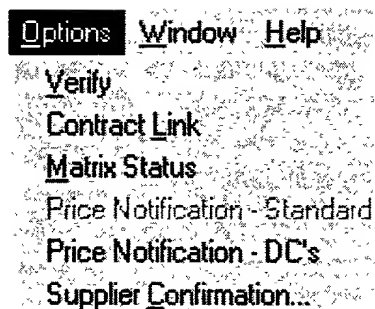 Options Window Help
Verify
Contract Link
Matrix Status
Price Notification - Standard
Price Notification - DC's
Supplier Confirmation...